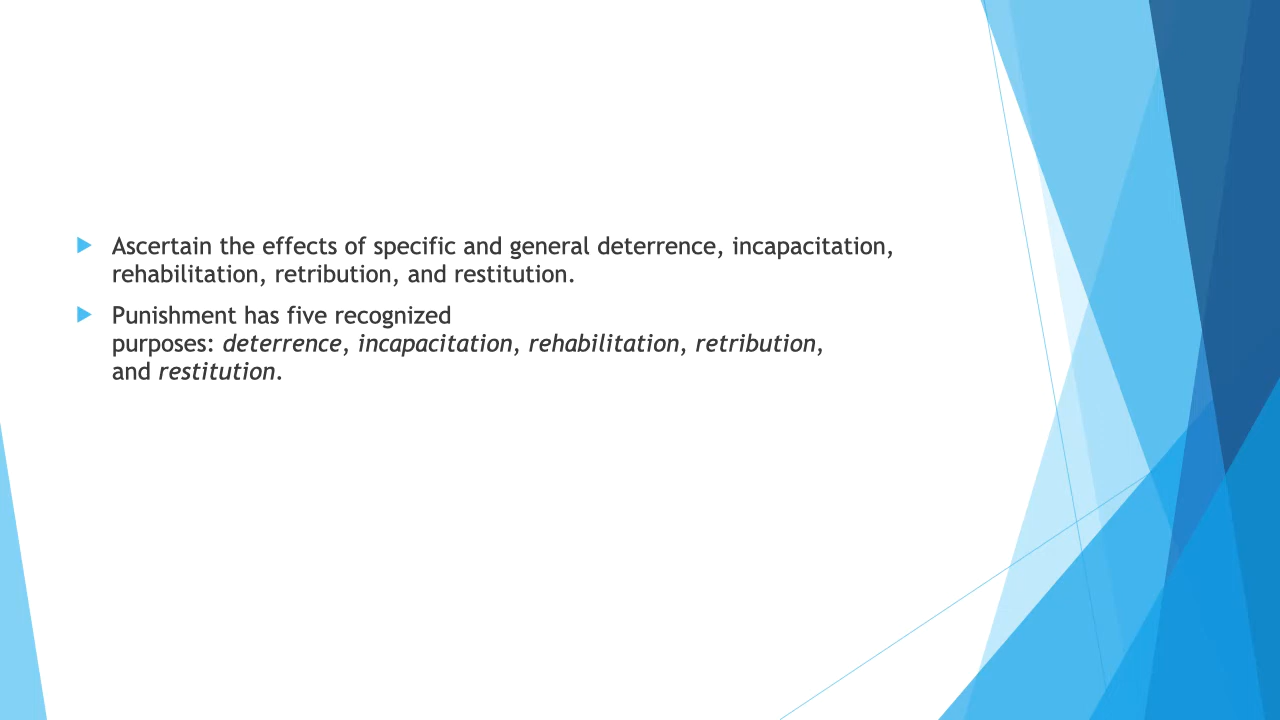 Ascertain the effects of specific and general deterrence, incapacitation,
rehabilitation, retribution, and restitution.
Punishment has five recognized
purposes: deterrence, incapacitation, rehabilitation, retribution,
and restitution.